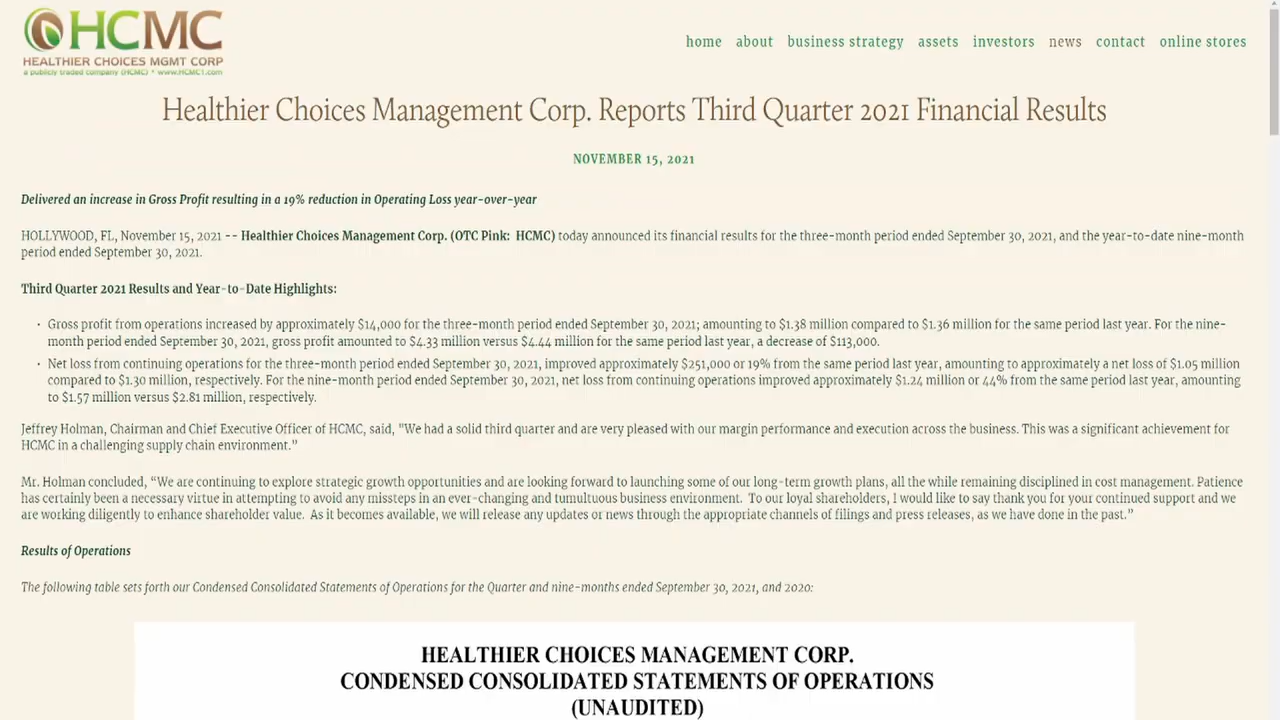 HCMC
HEALTHIER CHOICES MGMT CORP
a publicly traded company (HCMC) * www.HCMC1.com
home about business strategy assets investors news contact online stores
Healthier Choices Management Corp. Reports Third Quarter 2021 Financial Results
NOVEMBER 15, 2021
Delivered an increase in Gross Profit resulting in a 19% reduction in Operating Loss year-over-year
HOLLYWOOD, FL, November 15, 2021 -- Healthier Choices Management Corp. (OTC Pink: HCMC) today announced its financial results for the three-month period ended September 30, 2021, and the year-to-date nine-month
period ended September 30, 2021.
Third Quarter 2021 Results and Year-to-Date Highlights:
• Gross profit from operations increased by approximately $14,000 for the three-month period ended September 30, 2021; amounting to $1.38 million compared to $1.36 million for the same period last year. For the nine-
month period ended September 30, 2021, gross profit amounted to $4.33 million versus $4.44 million for the same period last year, a decrease of $113,000.
• Net loss from continuing operations for the three-month period ended September 30, 2021, improved approximately $251,000 or 19% from the same period last year, amounting to approximately a net loss of $1.05 million
compared to $1.30 million, respectively. For the nine-month period ended September 30, 2021, net loss from continuing operations improved approximately $1.24 million or 44% from the same period last year, amounting
to $1.57 million versus $2.81 million, respectively.
Jeffrey Holman, Chairman and Chief Executive Officer of HCMC, said, "We had a solid third quarter and are very pleased with our margin performance and execution across the business. This was a significant achievement for
HCMC in a challenging supply chain environment.”
Mr. Holman concluded, “We are continuing to explore strategic growth opportunities and are looking forward to launching some of our long-term growth plans, all the while remaining disciplined in cost management. Patience
has certainly been a necessary virtue in attempting to avoid any missteps in an ever-changing and tumultuous business environment. To our loyal shareholders, I would like to say thank you for your continued support and we
are working diligently to enhance shareholder value. As it becomes available, we will release any updates or news through the appropriate channels of filings and press releases, as we have done in the past.”
Results of Operations
The following table sets forth our Condensed Consolidated Statements of Operations for the Quarter and nine-months ended September 30, 2021, and 2020:
HEALTHIER CHOICES MANAGEMENT CORP.
CONDENSED CONSOLIDATED STATEMENTS OF OPERATIONS
(UNAUDITED)